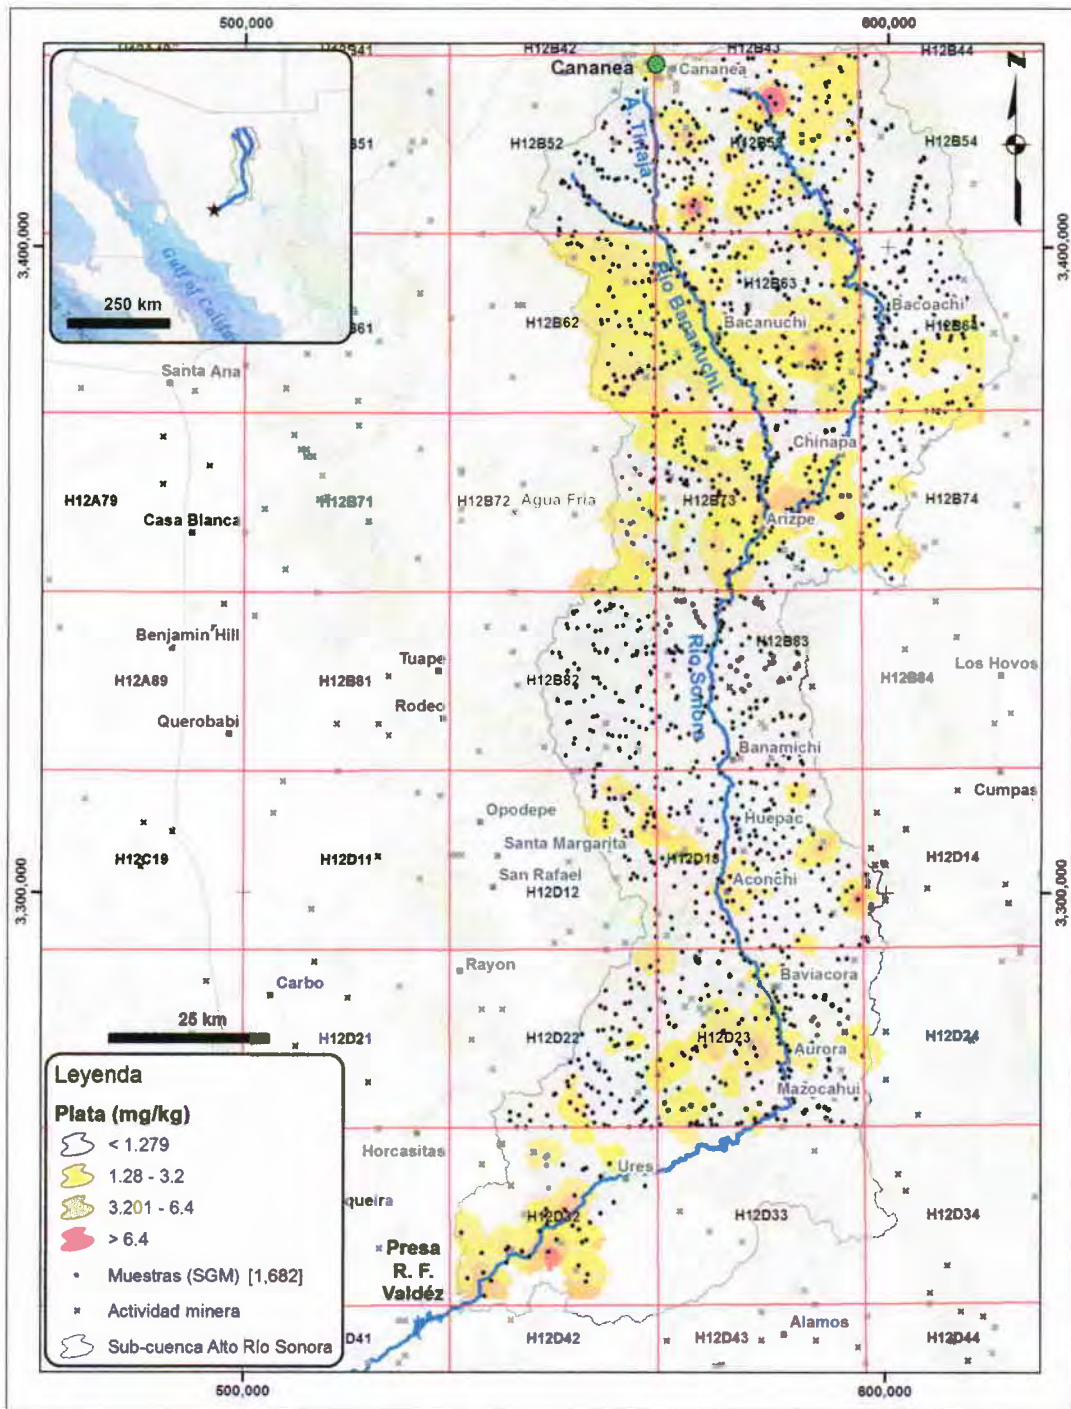 500,000
600,000
H12B42
H12B43
H12B44
Cananea
Cananea
H12B52
A. Tinaja
H12B54
3,400,000
3,400,000
Gulf of Califor
250 km
H12B62
H12B63
Bacoachi
H12B64
Río Bacanuchi
Bacanuchi
Santa Ana
Chinapa
H12A79
H12B71
H12B72
Agua Fria
H12B73
H12B74
Casa Blanca
Arizpe
Benjamin Hill
H12B83
Tuape
Río Sonora
Los Hoyos
H12A89
H12B81
H12B82
H12B84
Querobabi
Rodeo
Banamichi
Cumpas
Opodepe
Huepac
Santa Margarita
H12C19
H12D11
H12D14
San Rafael
Aconchi
H12D12
3,300,000
3,300,000
Rayon
Baviacora
Carbo
25 km
H12D21
H12D22
H12D23
H12D24
Aurora
Mazocahui
Leyenda
Plata (mg/kg)
< 1.279
1.28 - 3.2
3.201 - 6.4
> 6.4
Muestras (SGM) [1,682]
Actividad minera
Sub-cuenca Alto Río Sonora
Horcasitas
Ures
queira
H12D32
H12D33
H12D34
Presa
R. F.
Valdéz
Alamos
D41
H12D42
H12D43
H12D44
500,000
600,000